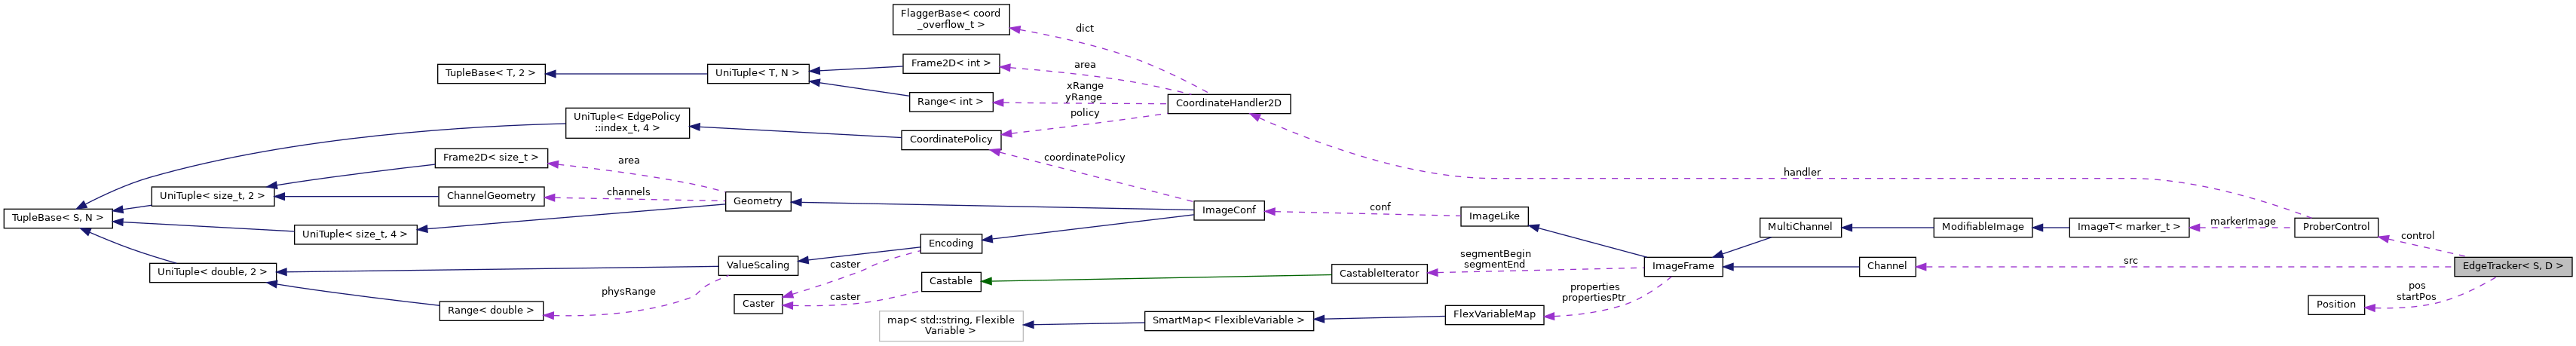 FlaggerBase< coord
_overflow_t >
dict
TupleBase< T, 2 >
UniTuple< T, N >
Frame2D< int >
area
Range< int >
xRange
yRange
CoordinateHandler2D
policy
UniTuple< EdgePolicy
::index_t, 4 >
CoordinatePolicy
coordinatePolicy
Frame2D< size_t >
area
handler
UniTuple< size_t, 2 >
ChannelGeometry
channels
Geometry
TupleBase< S, N >
ImageConf
conf
ImageLike
MultiChannel
ModifiableImage
ImageT< marker_t >
markerImage
ProberControl
control
UniTuple< size_t, 4 >
Encoding
UniTuple< double, 2 >
ValueScaling
caster
Castable
CastableIterator
segmentBegin
segmentEnd
ImageFrame
Channel
src
EdgeTracker< S, D >
Range< double >
physRange
Caster
caster
map< std::string, Flexible
Variable >
SmartMap< FlexibleVariable >
FlexVariableMap
properties
propertiesPtr
Position
pos
startPos